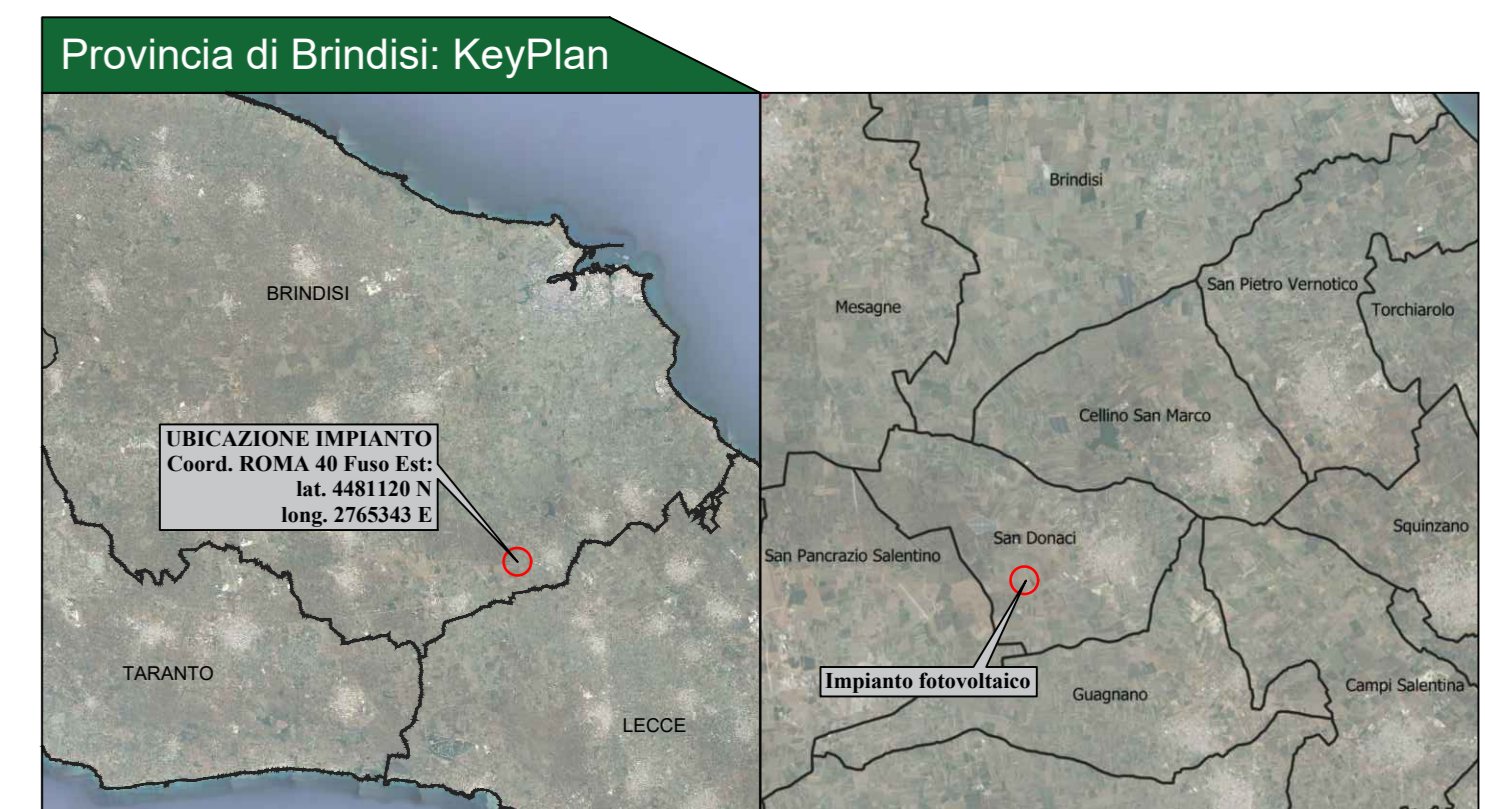 Provincia di Brindisi: KeyPlan
BRINDISI
UBICAZIONE IMPIANTO
Coord. ROMA 40 Fuso Est:
lat. 4481120 N
long. 2765343 E
TARANTO
LECCE
Brindisi
Mesagne
San Pietro Vernotico
Torchiarolo
Cellino San Marco
San Pancrazio Salentino
San Donaci
Squinzano
Impianto fotovoltaico
Guagnano
Campi Salentina